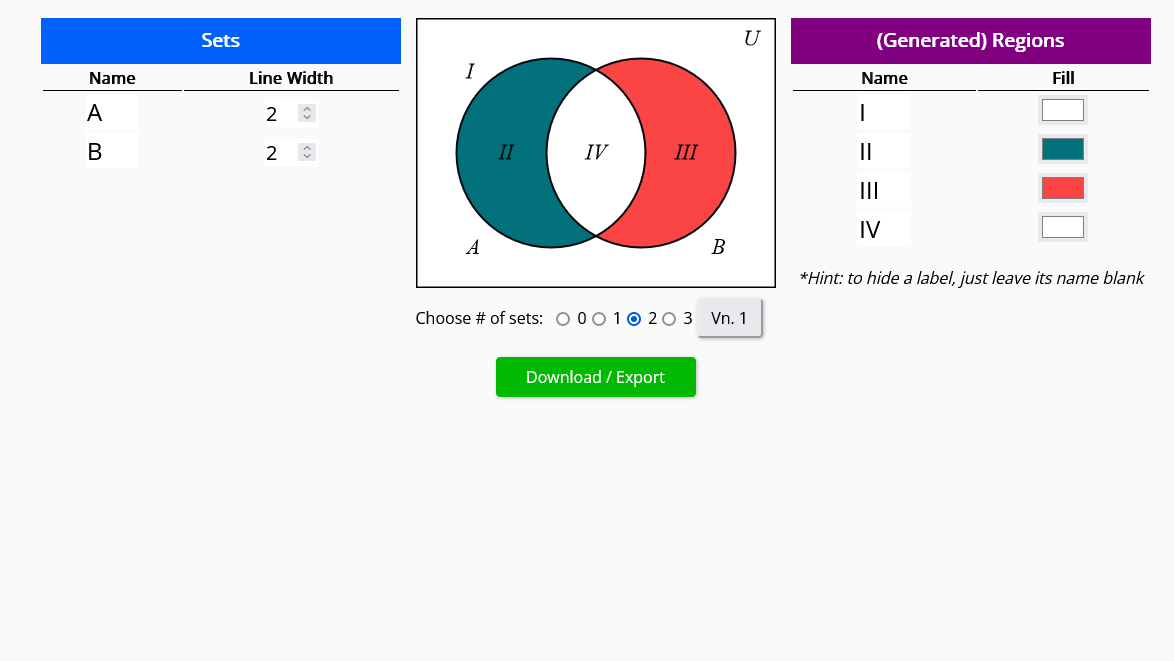 Sets
Name Line Width
A 2
B 2
U
I
II IV III
A B
Choose # of sets: 0 1 2 3 Vn. 1
Download / Export
(Generated) Regions
Name Fill
I
II
III
IV
*Hint: to hide a label, just leave its name blank